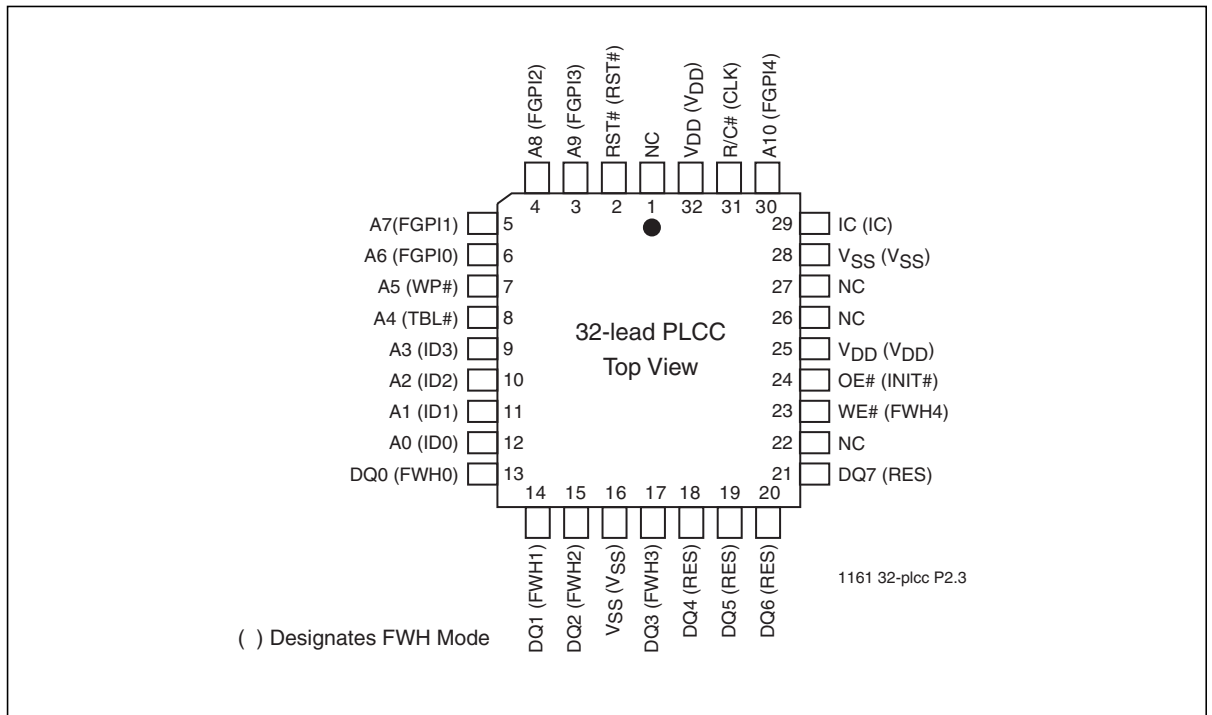 A8 (FGPI2)
A9 (FGPI3)
RST# (RST#)
NC
VDD (VDD)
R/C# (CLK)
A10 (FGPI4)
4 3 2 1 32 31 30
A7(FGPI1) 5
A6 (FGPI0) 6
A5 (WP#) 7
A4 (TBL#) 8
A3 (ID3) 9
A2 (ID2) 10
A1 (ID1) 11
A0 (ID0) 12
DQ0 (FWH0) 13
32-lead PLCC
Top View
29 IC (IC)
28 VSS (VSS)
27 NC
26 NC
25 VDD (VDD)
24 OE# (INIT#)
23 WE# (FWH4)
22 NC
21 DQ7 (RES)
14 15 16 17 18 19 20
DQ1 (FWH1)
DQ2 (FWH2)
VSS (VSS)
DQ3 (FWH3)
DQ4 (RES)
DQ5 (RES)
DQ6 (RES)
1161 32-plcc P2.3
( ) Designates FWH Mode